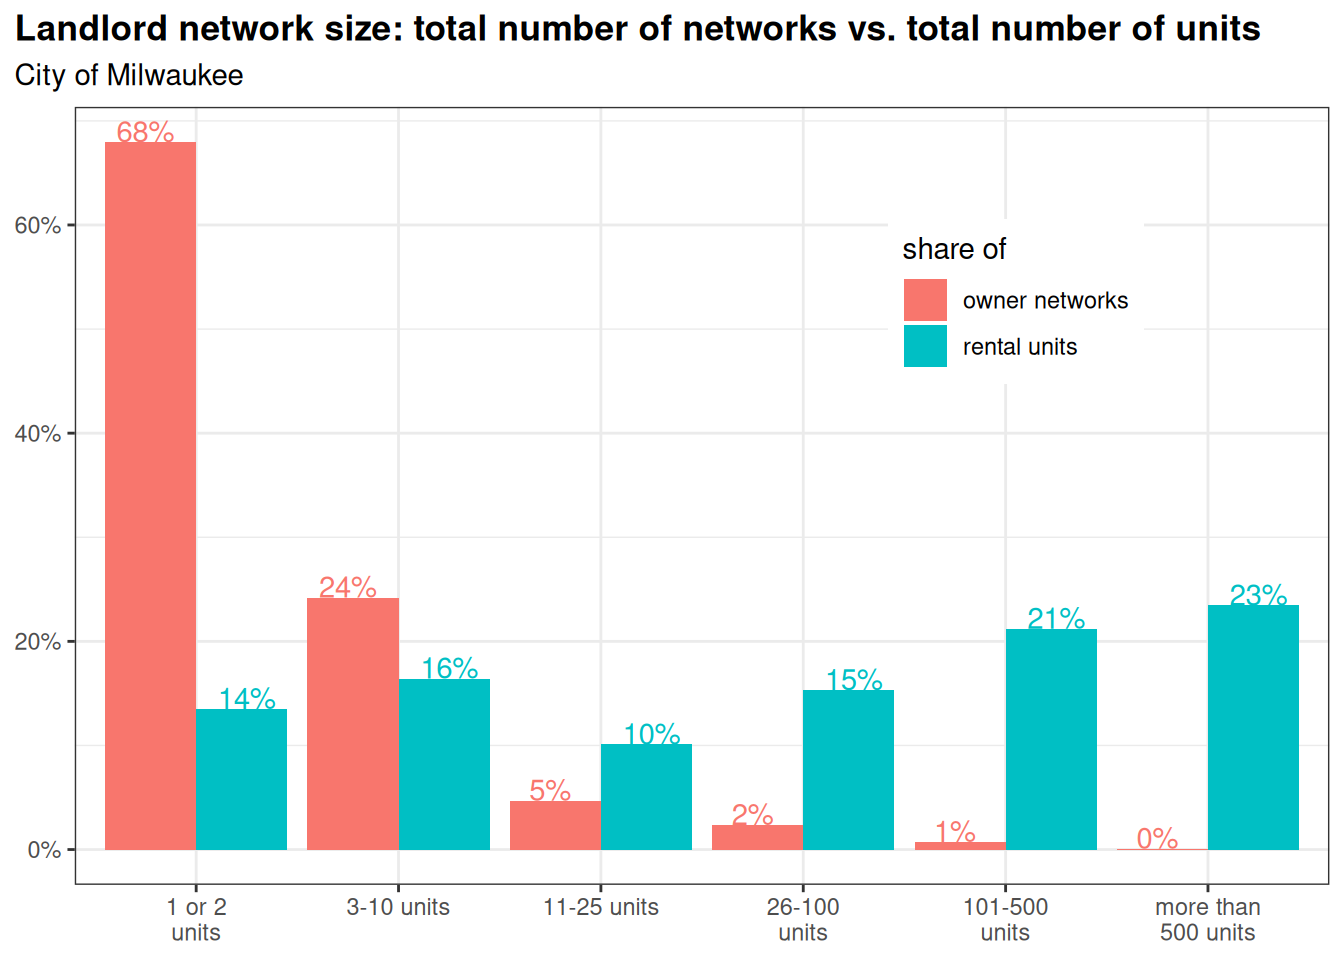 Landlord network size: total number of networks vs. total number of units
City of Milwaukee
68%
60%
share of
owner networks
rental units
40%
24%
23%
21%
20%
16%
15%
14%
10%
5%
2%
1%
0%
0%
1 or 2
units
3-10 units
11-25 units
26-100
units
101-500
units
more than
500 units